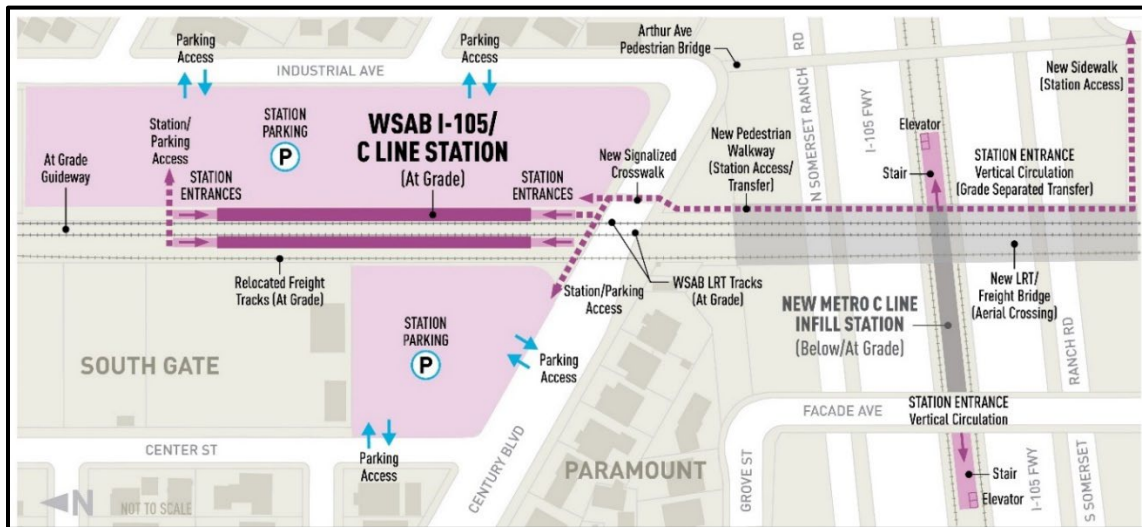 Parking
Access
INDUSTRIAL AVE
Parking
Access
Arthur Ave
Pedestrian Bridge
N SOMERSET RANCH RD
I-105 FWY
New Sidewalk
(Station Access)
Station/
Parking
Access
At Grade
Guideway
STATION
PARKING
P
WSAB I-105/
C LINE STATION
(At Grade)
STATION
ENTRANCES
STATION
ENTRANCES
New Signalized
Crosswalk
New Pedestrian
Walkway
(Station Access/
Transfer)
Elevator
Stair
STATION ENTRANCE
Vertical Circulation
(Grade Separated Transfer)
Relocated Freight
Tracks (At Grade)
Station/Parking
Access
WSAB LRT Tracks
(At Grade)
New LRT/
Freight Bridge
(Aerial Crossing)
NEW METRO C LINE
INFILL STATION
(Below/At Grade)
STATION
PARKING
P
Parking
Access
SOUTH GATE
CENTER ST
Parking
Access
CENTURY BLVD
PARAMOUNT
GROVE ST
FACADE AVE
RANCH RD
STATION ENTRANCE
Vertical Circulation
Stair
Elevator
I-105 FWY
S SOMERSET
N
NOT TO SCALE